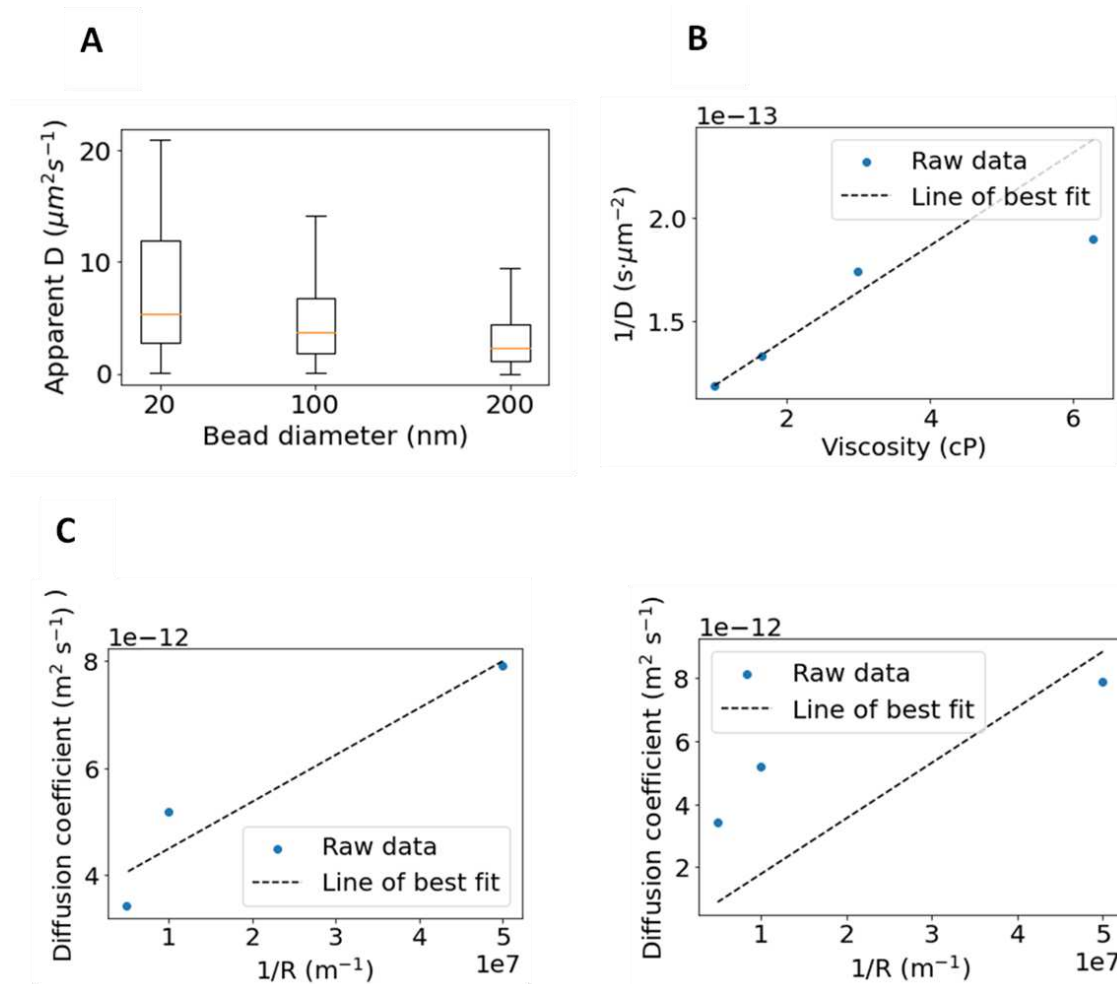 A
Apparent D (μm²s⁻¹)
20
10
0
20 100 200
Bead diameter (nm)
B
1e−13
1/D (s·μm⁻²)
2.0
1.5
Raw data
Line of best fit
2 4 6
Viscosity (cP)
C
Diffusion coefficient (m² s⁻¹) )
1e−12
8
6
4
Raw data
Line of best fit
1 2 3 4 5
1/R (m⁻¹)
1e7
Diffusion coefficient (m² s⁻¹)
1e−12
8
6
4
2
Raw data
Line of best fit
1 2 3 4 5
1/R (m⁻¹)
1e7